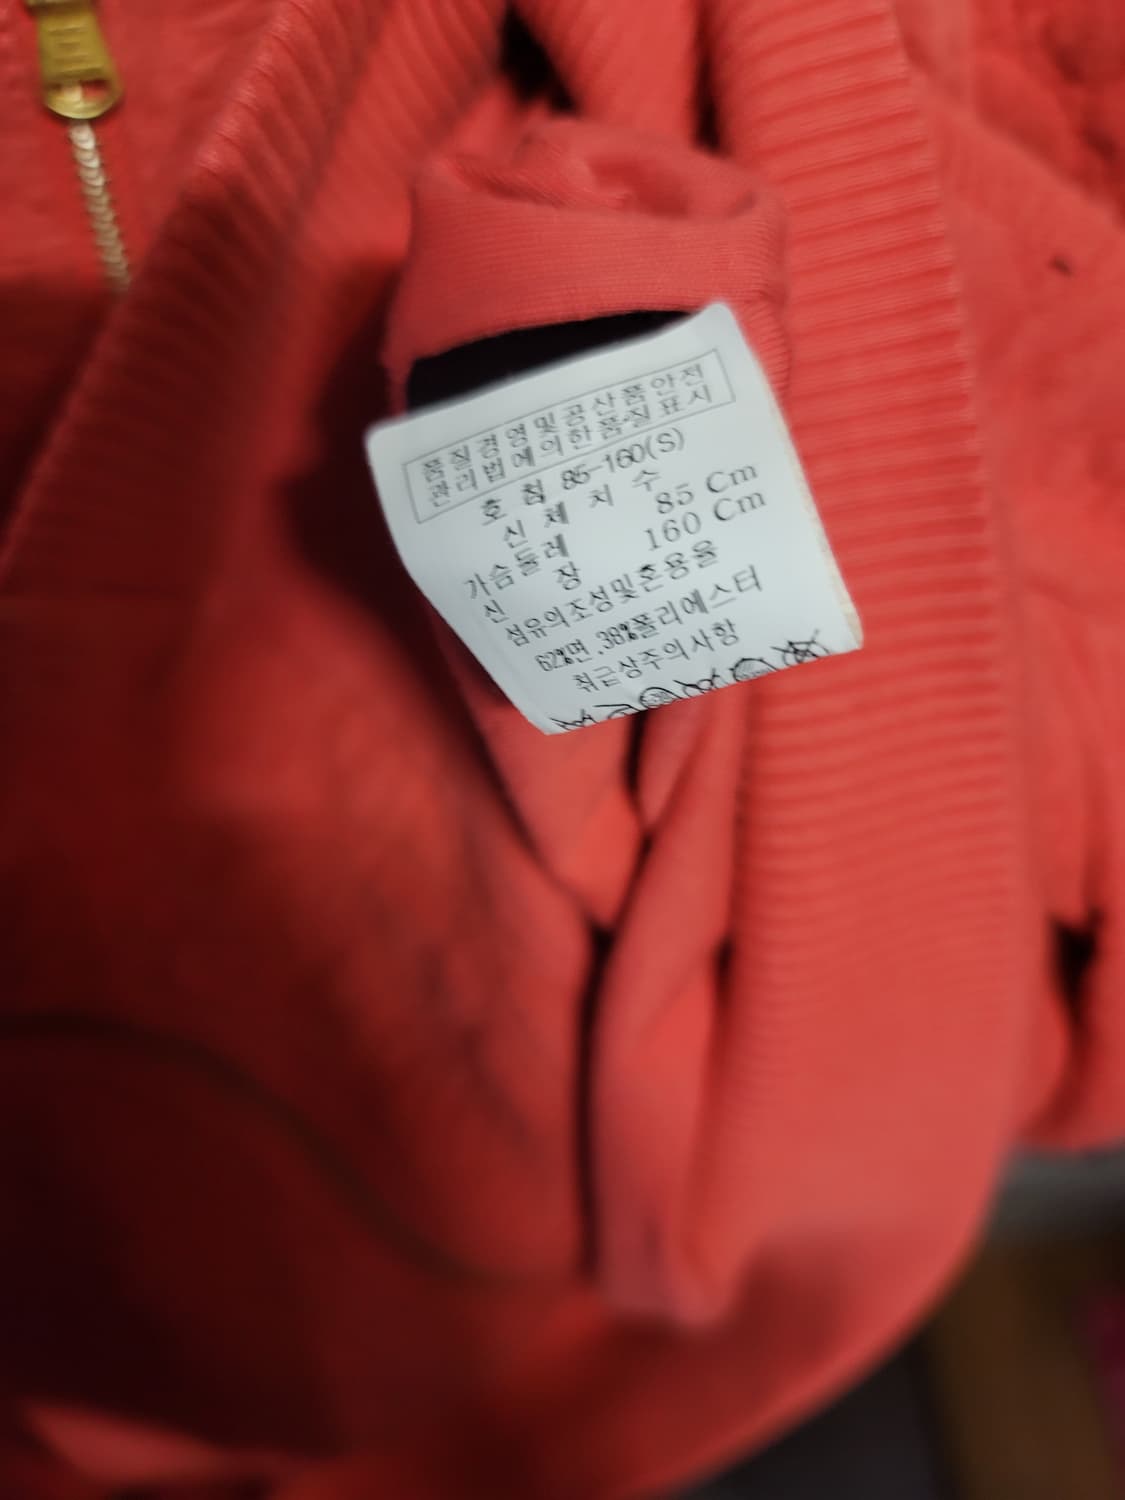 품질경영및공산품안전
관리법에의한품질표시
호 칭 85-160(S)
신 체 치 수
가슴둘레 85 Cm
신 장 160 Cm
섬유의조성및혼용율
62%면,38%폴리에스터
취급상주의사항